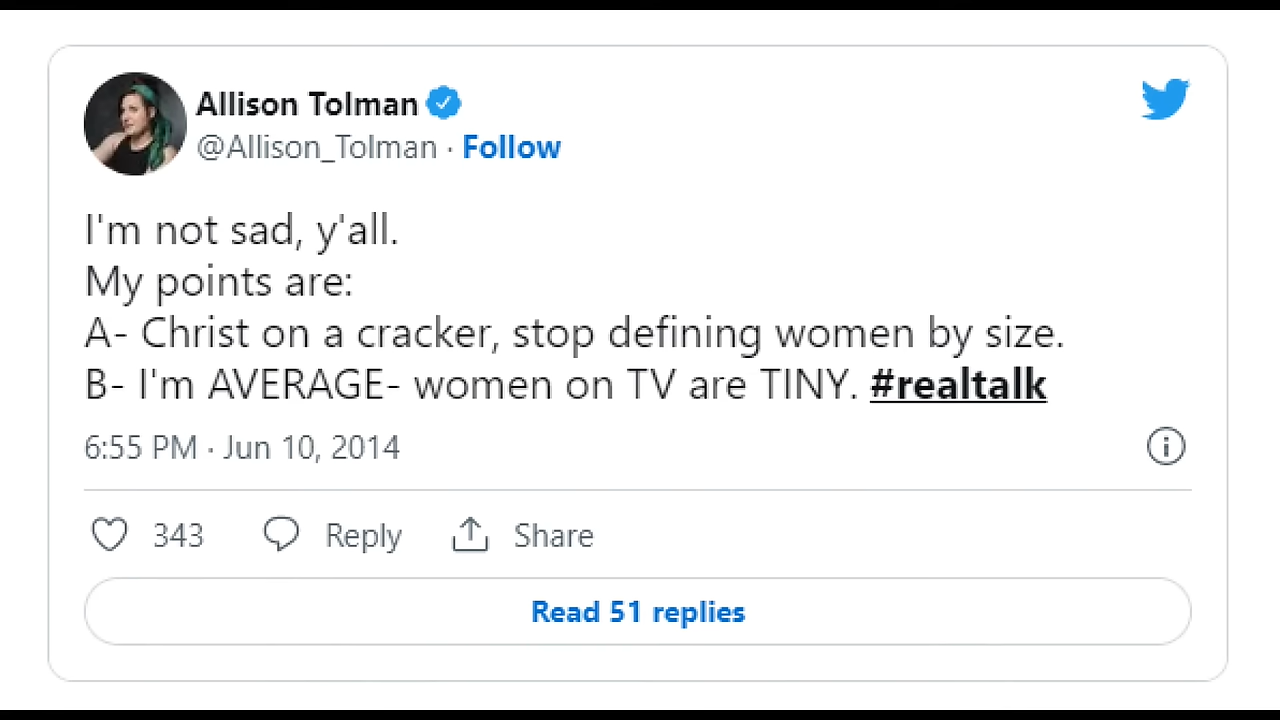 Allison Tolman
@Allison_Tolman · Follow
I'm not sad, y'all.
My points are:
A- Christ on a cracker, stop defining women by size.
B- I'm AVERAGE- women on TV are TINY. #realtalk
6:55 PM · Jun 10, 2014
343 Reply Share
Read 51 replies